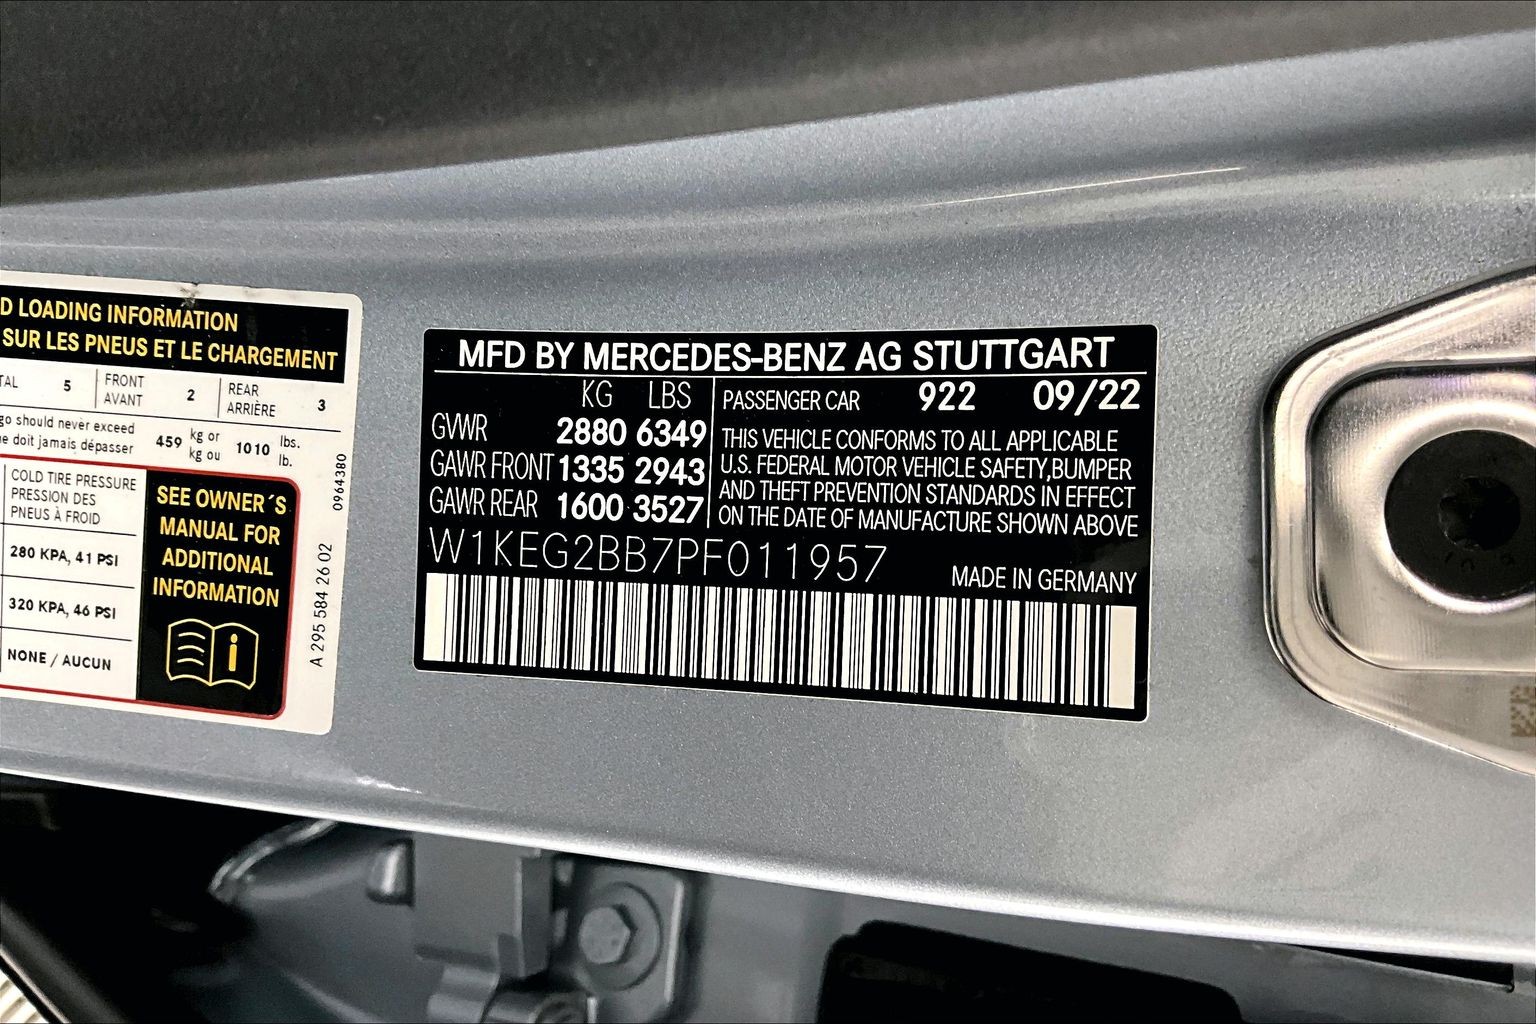 D LOADING INFORMATION
SUR LES PNEUS ET LE CHARGEMENT
TAL 5 FRONT AVANT 2 REAR ARRIÈRE 3
go should never exceed
e doit jamais dépasser
459 kg or kg ou 1010 lbs. lb.
COLD TIRE PRESSURE
PRESSION DES
PNEUS À FROID
280 KPA, 41 PSI
320 KPA, 46 PSI
NONE / AUCUN
SEE OWNER´S
MANUAL FOR
ADDITIONAL
INFORMATION
i
0964380
A 295 584 26 02
MFD BY MERCEDES-BENZ AG STUTTGART
KG LBS
GVWR 2880 6349
GAWR FRONT 1335 2943
GAWR REAR 1600 3527
PASSENGER CAR 922 09/22
THIS VEHICLE CONFORMS TO ALL APPLICABLE
U.S. FEDERAL MOTOR VEHICLE SAFETY,BUMPER
AND THEFT PREVENTION STANDARDS IN EFFECT
ON THE DATE OF MANUFACTURE SHOWN ABOVE
W1KEG2BB7PF011957
MADE IN GERMANY